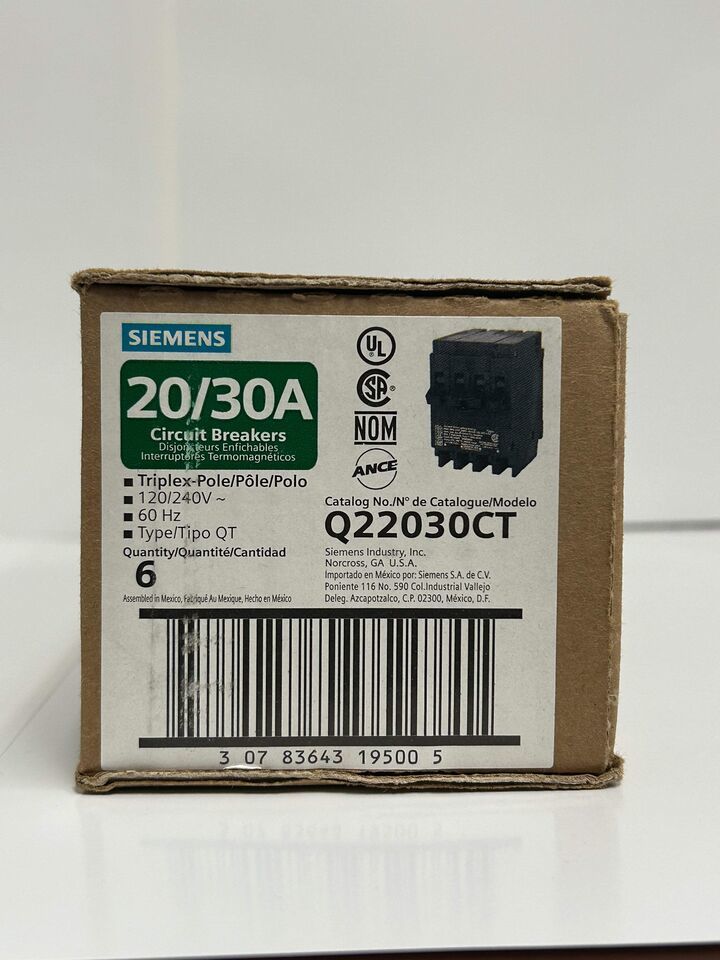 SIEMENS
20/30A
Circuit Breakers
Disjoncteurs Enfichables
Interruptores Termomagnéticos
■ Triplex-Pole/Pôle/Polo
■ 120/240V ~
■ 60 Hz
■ Type/Tipo QT
Quantity/Quantité/Cantidad
6
Assembled in Mexico, Fabriqué Au Mexique, Hecho en México
UL
SA
NOM
ANCE
Catalog No./N° de Catalogue/Modelo
Q22030CT
Siemens Industry, Inc.
Norcross, GA U.S.A.
Importado en México por: Siemens S.A. de C.V.
Poniente 116 No. 590 Col.Industrial Vallejo
Deleg. Azcapotzalco, C.P. 02300, México, D.F.
3 07 83643 19500 5